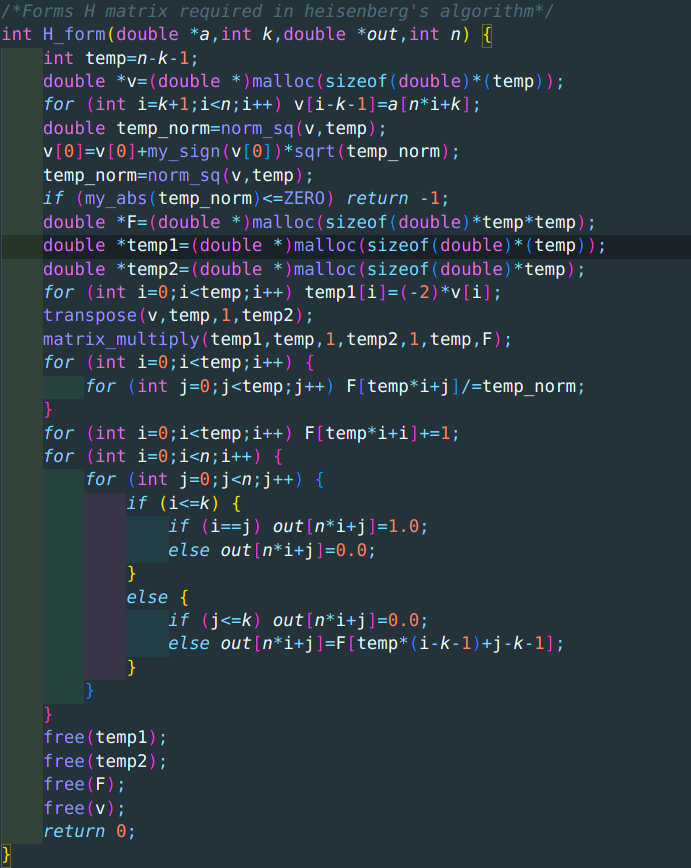 /*Forms H matrix required in heisenberg's algorithm*/
int H_form(double *a,int k,double *out,int n) {
    int temp=n-k-1;
    double *v=(double *)malloc(sizeof(double)*(temp));
    for (int i=k+1;i<n;i++) v[i-k-1]=a[n*i+k];
    double temp_norm=norm_sq(v,temp);
    v[0]=v[0]+my_sign(v[0])*sqrt(temp_norm);
    temp_norm=norm_sq(v,temp);
    if (my_abs(temp_norm)<=ZERO) return -1;
    double *F=(double *)malloc(sizeof(double)*temp*temp);
    double *temp1=(double *)malloc(sizeof(double)*(temp));
    double *temp2=(double *)malloc(sizeof(double)*temp);
    for (int i=0;i<temp;i++) temp1[i]=(-2)*v[i];
    transpose(v,temp,1,temp2);
    matrix_multiply(temp1,temp,1,temp2,1,temp,F);
    for (int i=0;i<temp;i++) {
        for (int j=0;j<temp;j++) F[temp*i+j]/=temp_norm;
    }
    for (int i=0;i<temp;i++) F[temp*i+i]+=1;
    for (int i=0;i<n;i++) {
        for (int j=0;j<n;j++) {
            if (i<=k) {
                if (i==j) out[n*i+j]=1.0;
                else out[n*i+j]=0.0;
            }
            else {
                if (j<=k) out[n*i+j]=0.0;
                else out[n*i+j]=F[temp*(i-k-1)+j-k-1];
            }
        }
    }
    free(temp1);
    free(temp2);
    free(F);
    free(v);
    return 0;
}